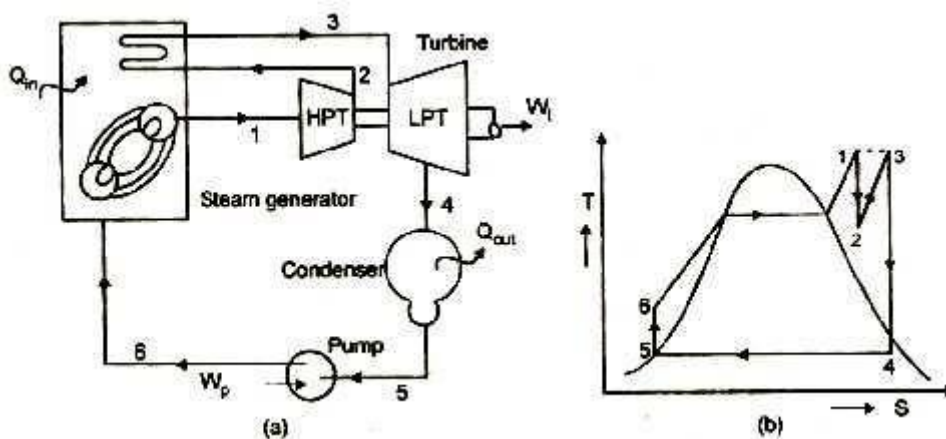 3
Turbine
Q_in
2
HPT
LPT
W_t
1
Steam generator
4
Q_out
Condenser
Pump
6
W_p
5
(a)
T
1
3
2
6
5
4
S
(b)